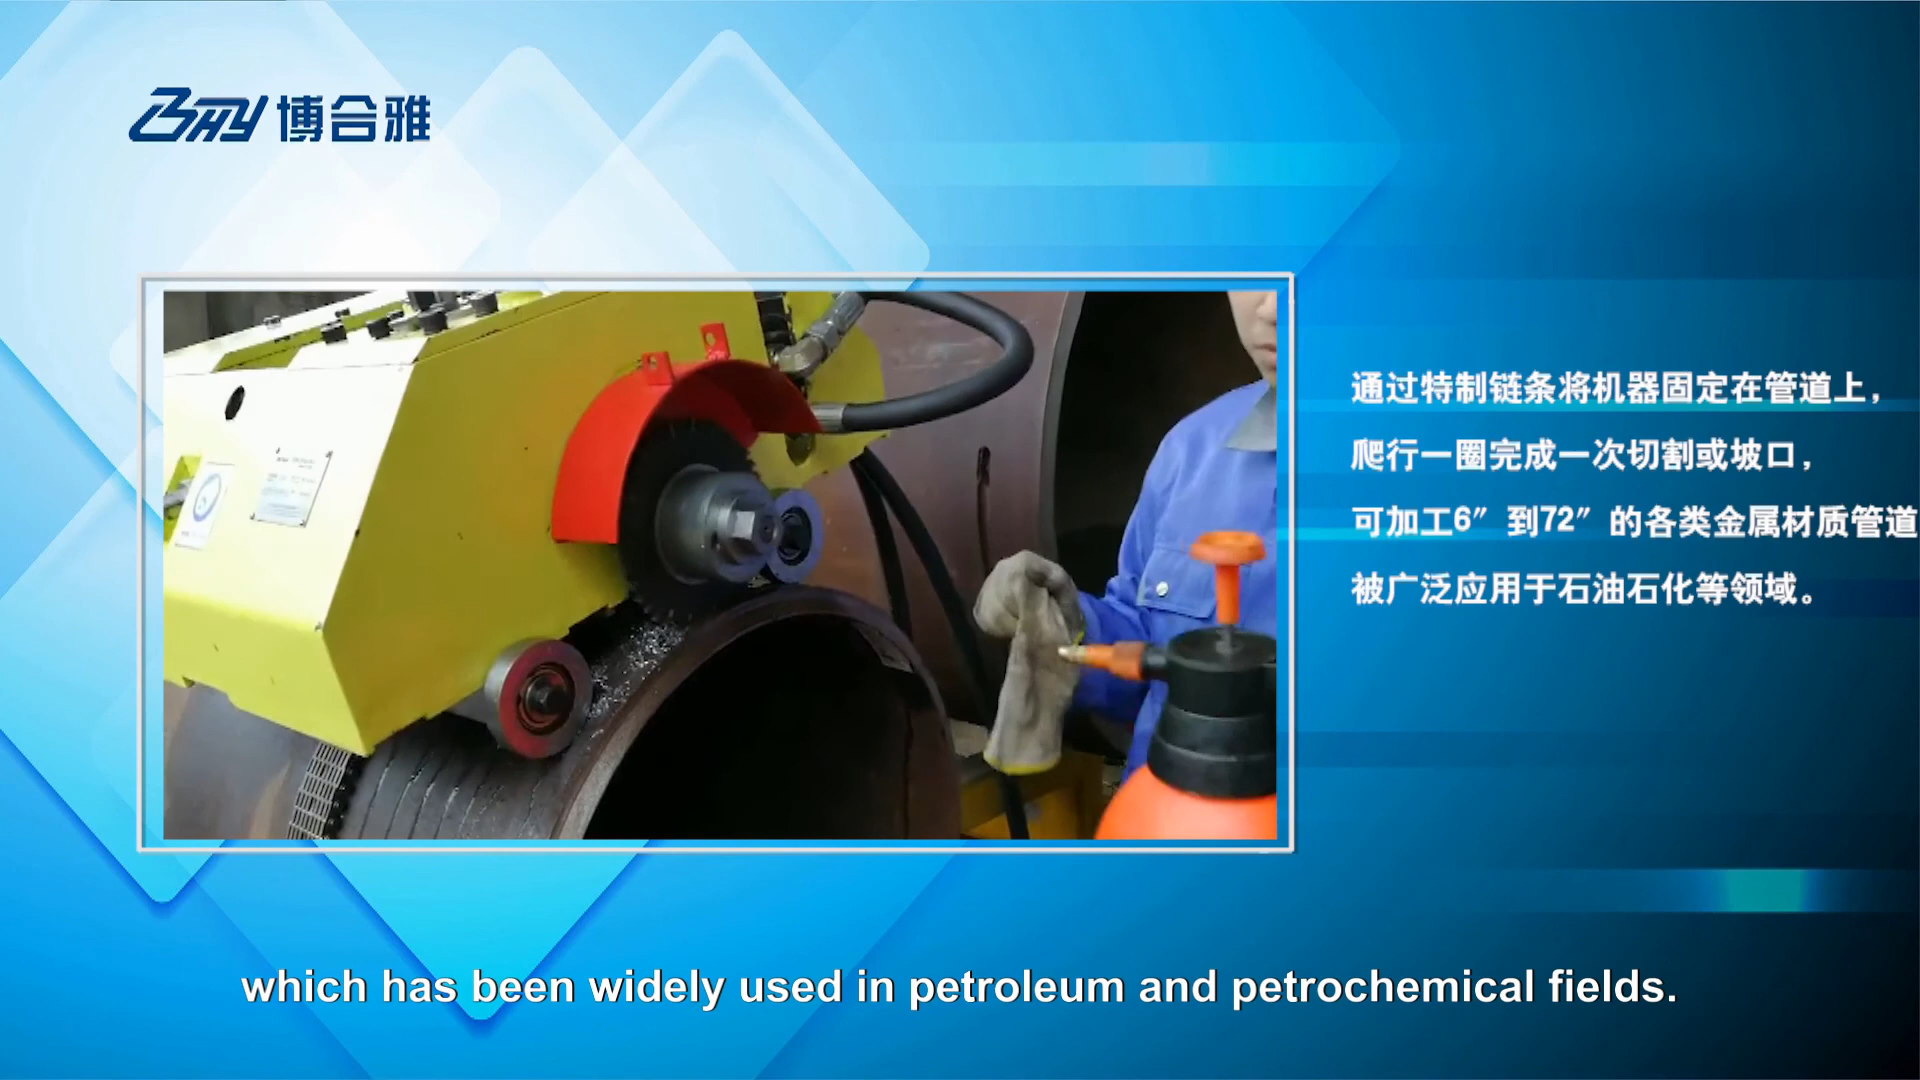 BHY 博合雅
通过特制链条将机器固定在管道上，
爬行一圈完成一次切割或坡口，
可加工6″到72″的各类金属材质管道
被广泛应用于石油石化等领域。
which has been widely used in petroleum and petrochemical fields.